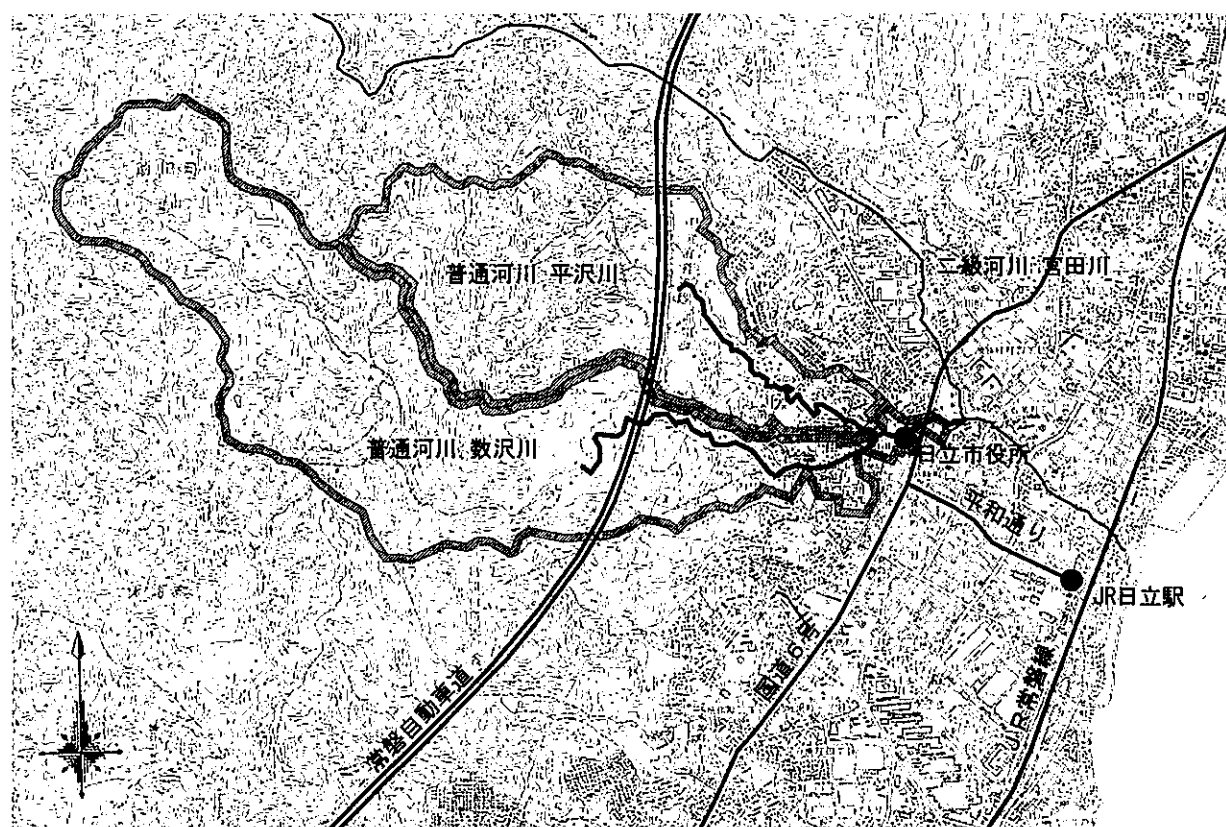 普通河川 平沢川
二級河川 宮田川
普通河川 数沢川
日立市役所
平和通り
JR日立駅
常磐自動車道
国道6号
JR常磐線